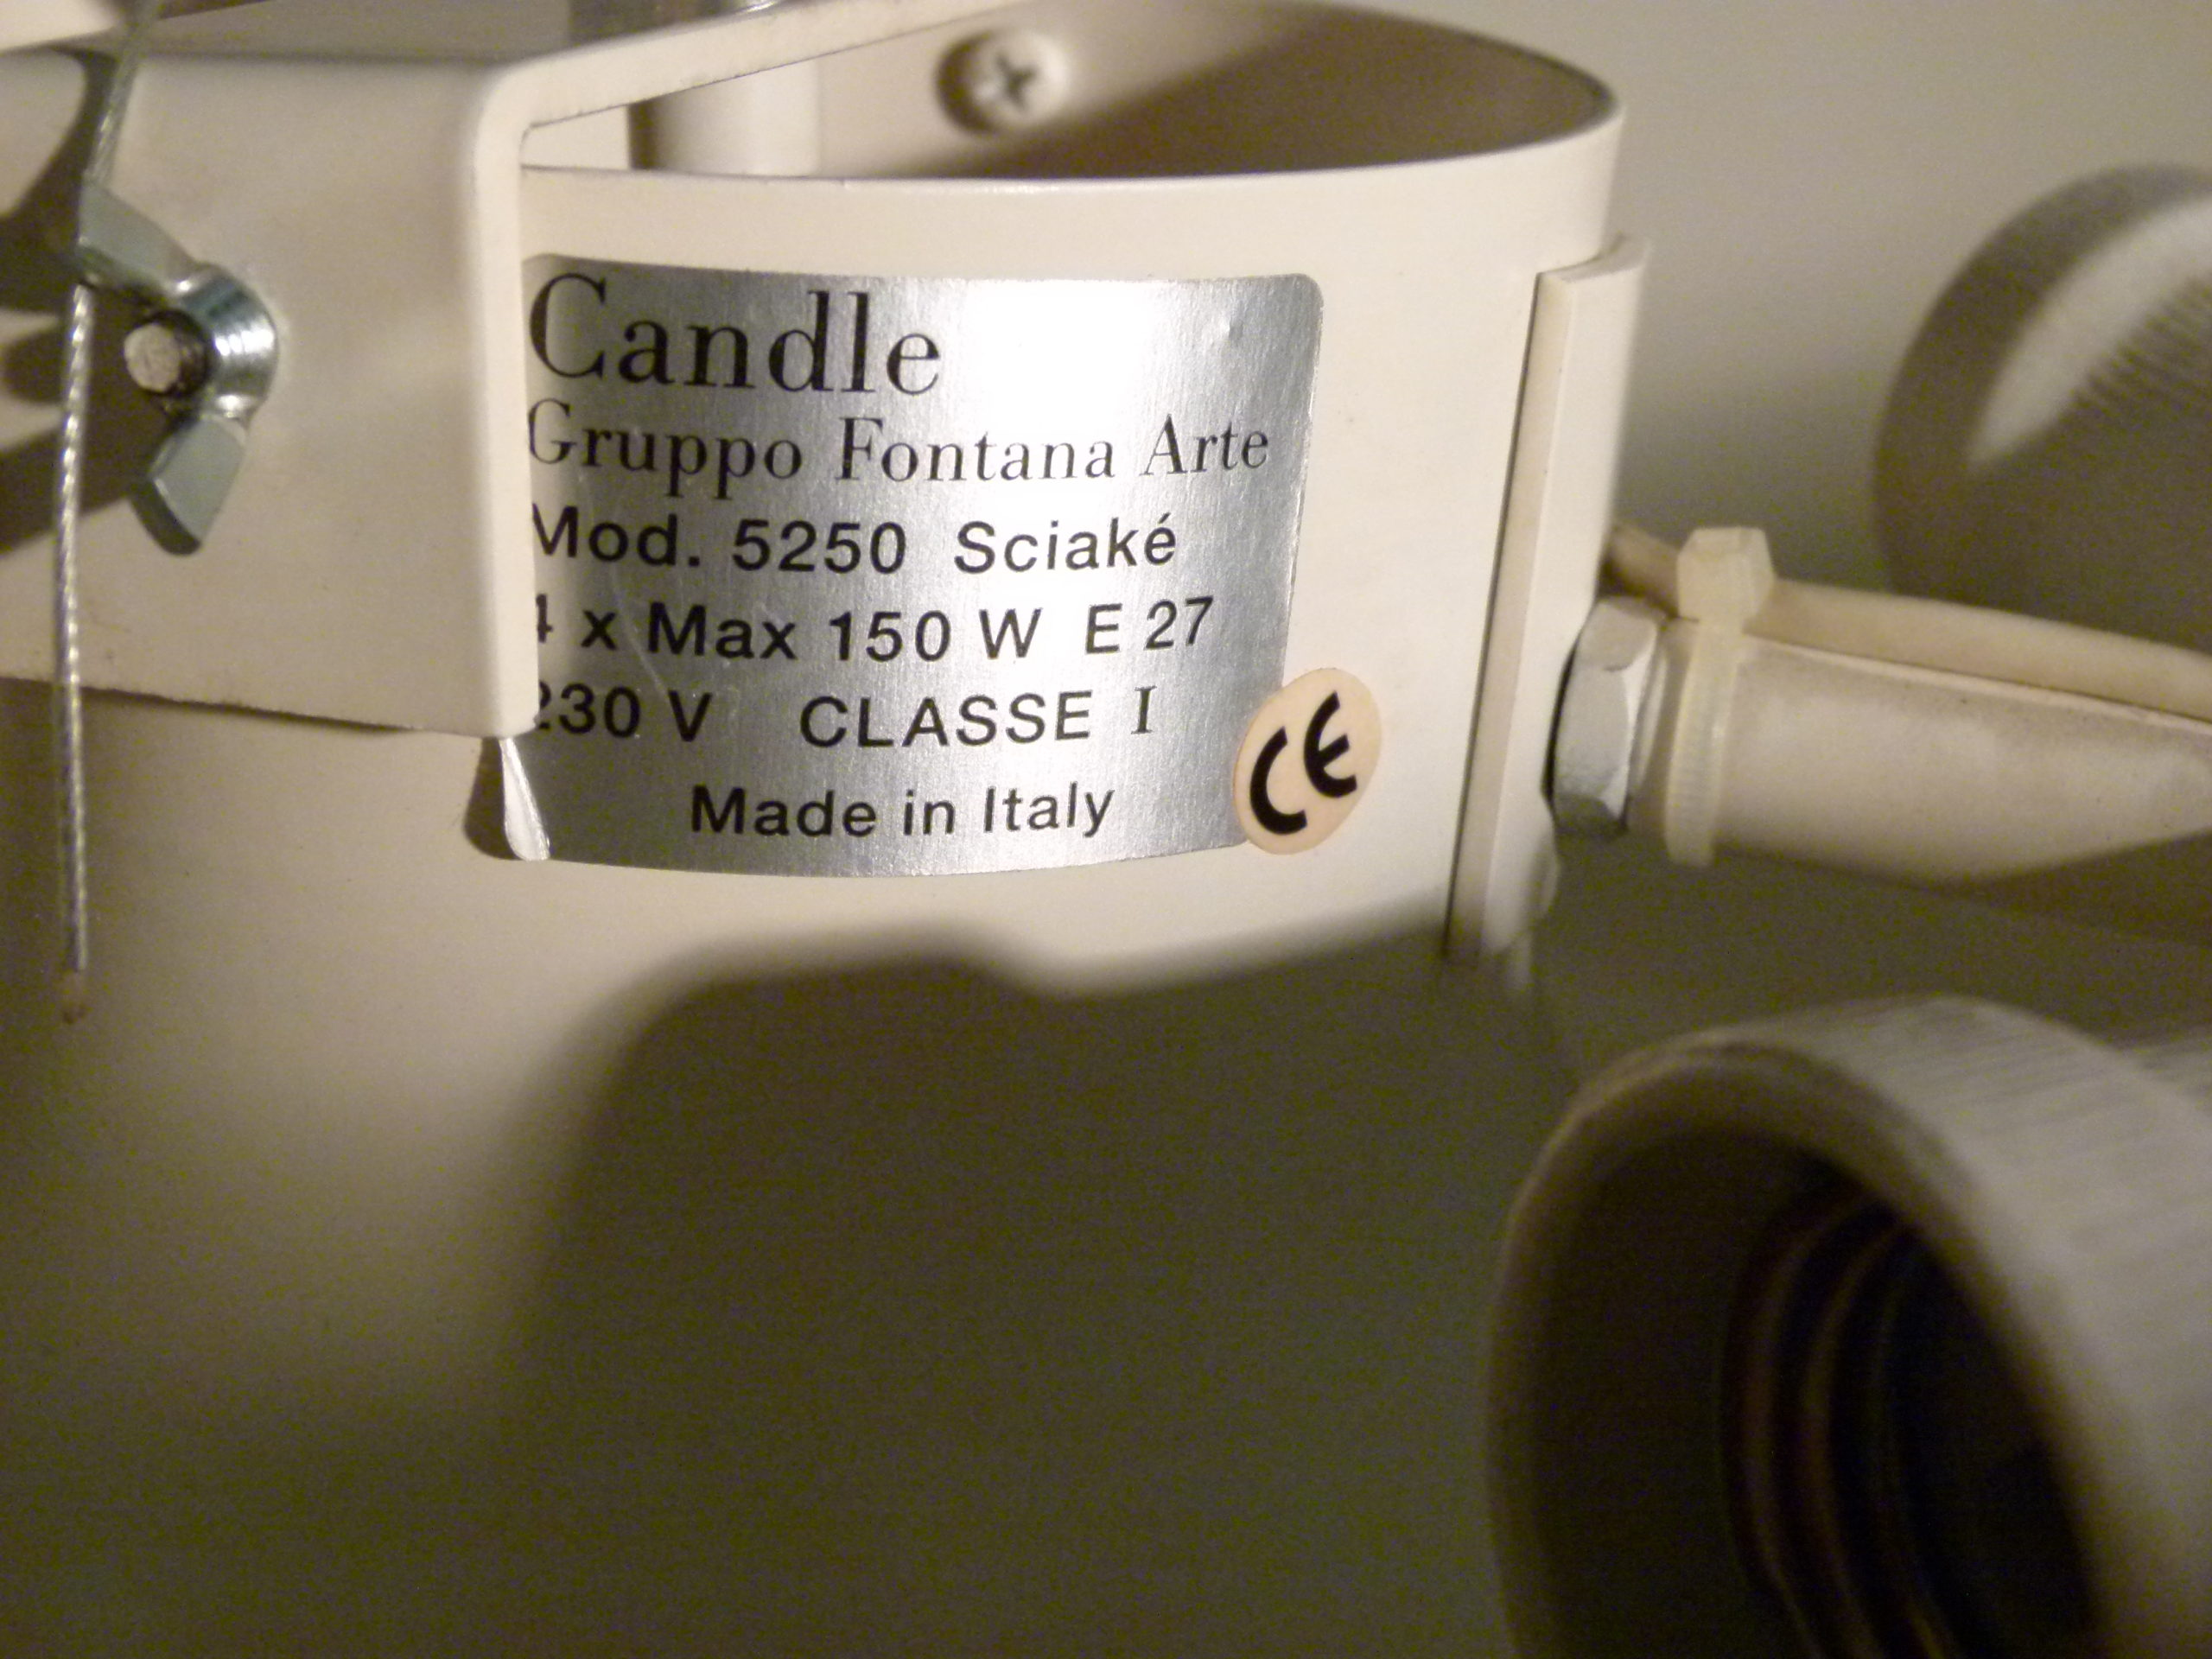 Candle
Gruppo Fontana Arte
Mod. 5250 Sciaké
4 x Max 150 W E 27
230 V CLASSE I
Made in Italy
CE